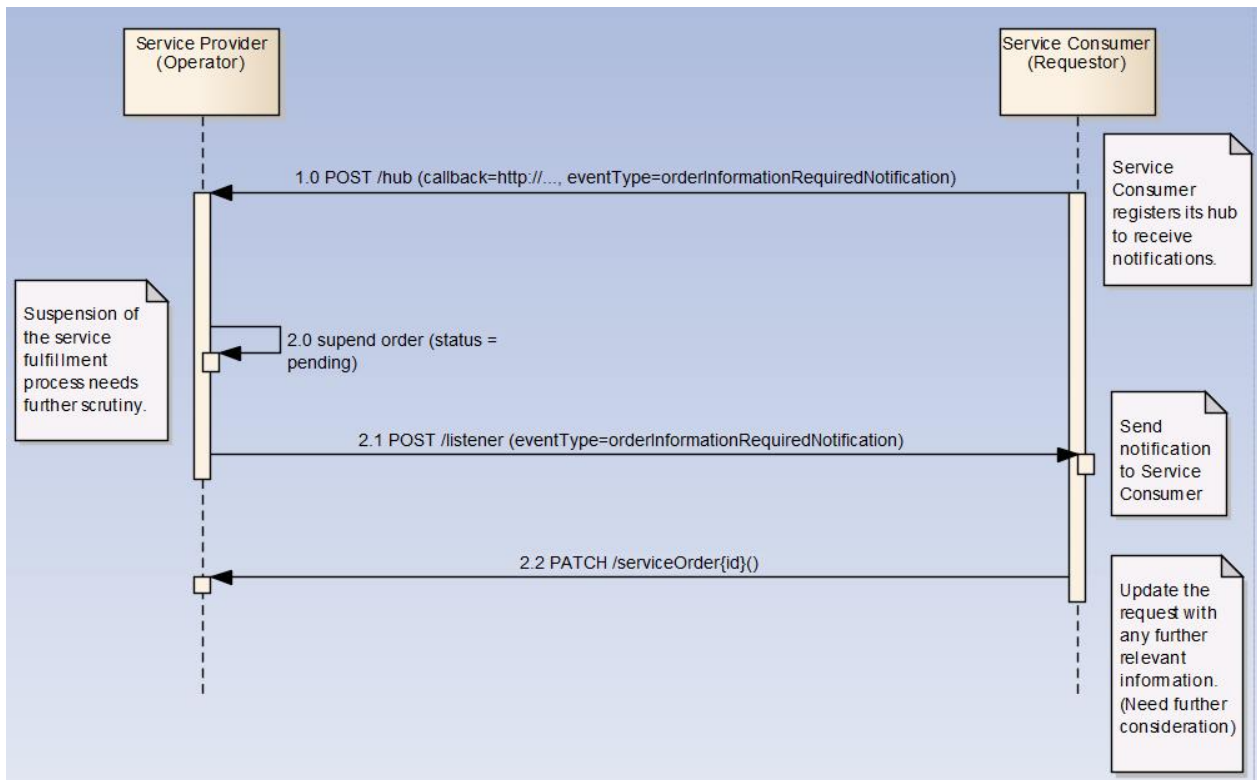 Service Provider
(Operator)
Service Consumer
(Requestor)
1.0 POST /hub (callback=http://..., eventType=orderInformationRequiredNotification)
Service
Consumer
registers its hub
to receive
notifications.
Suspension of
the service
fulfillment
process needs
further scrutiny.
2.0 supend order (status =
pending)
2.1 POST /listener (eventType=orderInformationRequiredNotification)
Send
notification
to Service
Consumer
2.2 PATCH /serviceOrder{id}()
Update the
request with
any further
relevant
information.
(Need further
consideration)